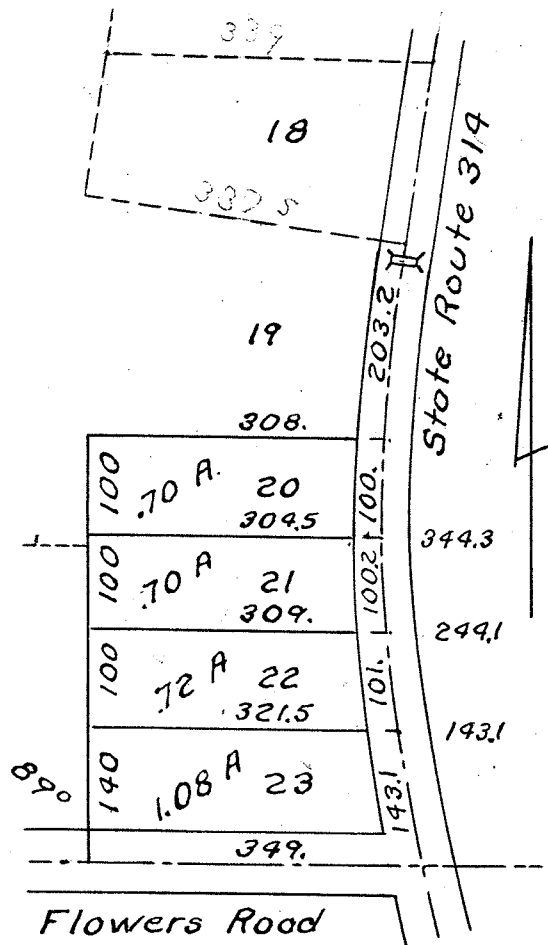 339
18
337.5
State Route 314
203.2
19
308.
100 .70 A. 20 100.
304.5
344.3
100 .70 A 21 100.2
309.
244.1
100 .72 A 22 101.
321.5
143.1
89° 140 1.08 A 23 143.1
349.
Flowers Road